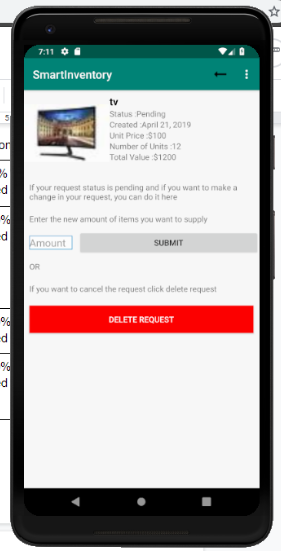 7:11
SmartInventory
tv
Status :Pending
Created :April 21, 2019
Unit Price :$100
Number of Units :12
Total Value :$1200
If your request status is pending and if you want to make a
change in your request, you can do it here
Enter the new amount of items you want to supply
Amount
SUBMIT
OR
If you want to cancel the request click delete request
DELETE REQUEST